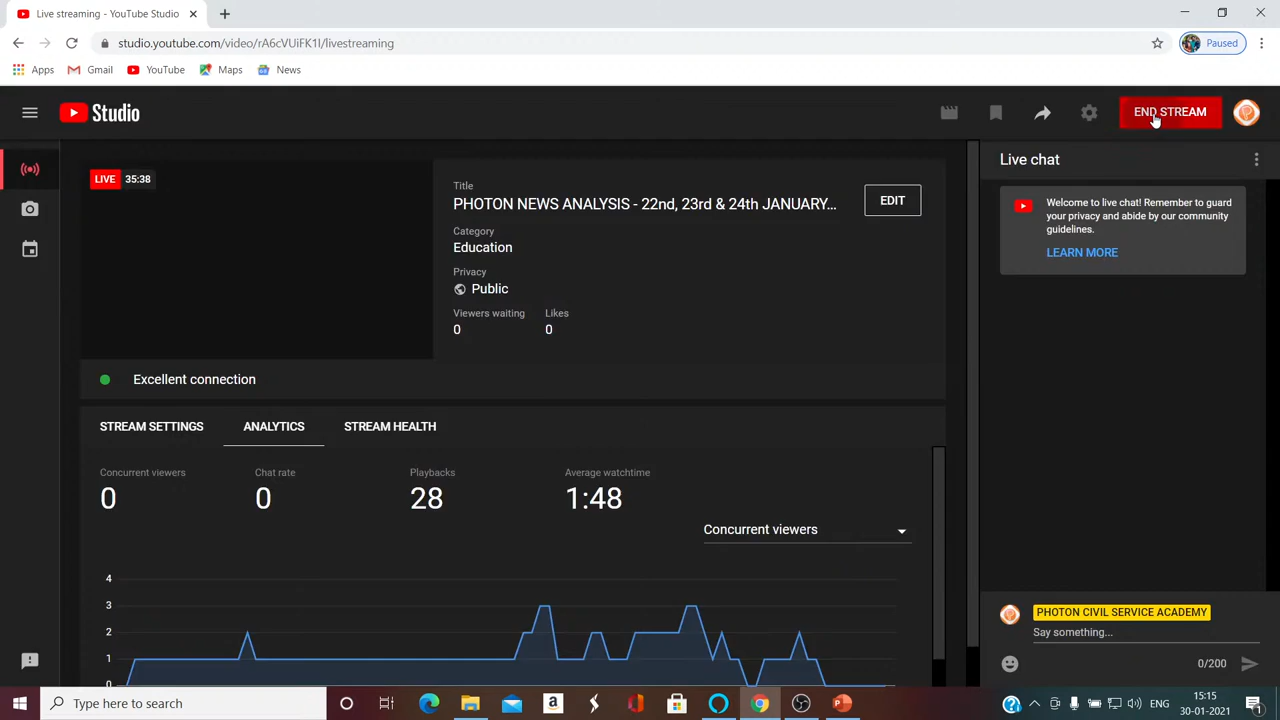 Live streaming - YouTube Studio
studio.youtube.com/video/rA6cVUiFK1I/livestreaming
Paused
Apps
Gmail
YouTube
Maps
News
Studio
END STREAM
LIVE 35:38
Title
PHOTON NEWS ANALYSIS - 22nd, 23rd & 24th JANUARY...
EDIT
Category
Education
Privacy
Public
Viewers waiting
Likes
0
0
Excellent connection
STREAM SETTINGS
ANALYTICS
STREAM HEALTH
Concurrent viewers
Chat rate
Playbacks
Average watchtime
0
0
28
1:48
Concurrent viewers
4
3
2
1
0
Live chat
Welcome to live chat! Remember to guard
your privacy and abide by our community
guidelines.
LEARN MORE
PHOTON CIVIL SERVICE ACADEMY
Say something...
0/200
Type here to search
ENG
15:15
30-01-2021
1